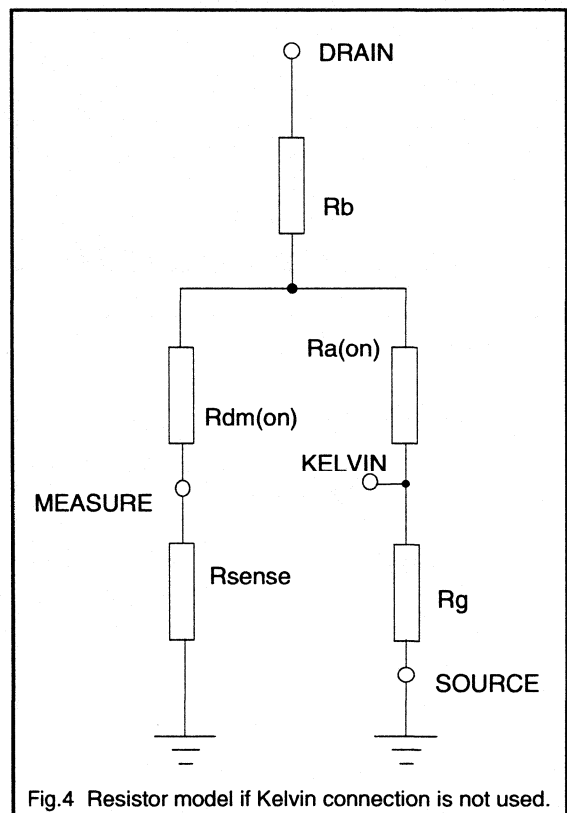 DRAIN
Rb
Ra(on)
Rdm(on)
KELVIN
MEASURE
Rsense
Rg
SOURCE
Fig.4 Resistor model if Kelvin connection is not used.